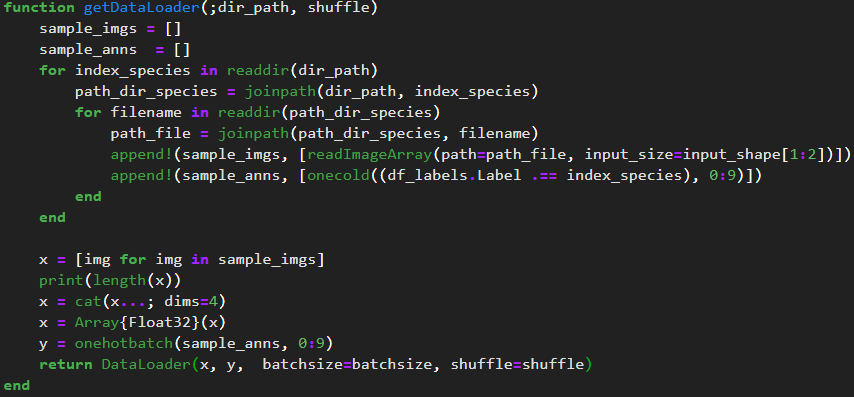 function getDataLoader(;dir_path, shuffle)
    sample_imgs = []
    sample_anns  = []
    for index_species in readdir(dir_path)
        path_dir_species = joinpath(dir_path, index_species)
        for filename in readdir(path_dir_species)
            path_file = joinpath(path_dir_species, filename)
            append!(sample_imgs, [readImageArray(path=path_file, input_size=input_shape[1:2])])
            append!(sample_anns, [onecold((df_labels.Label .== index_species), 0:9)])
        end
    end

    x = [img for img in sample_imgs]
    print(length(x))
    x = cat(x...; dims=4)
    x = Array{Float32}(x)
    y = onehotbatch(sample_anns, 0:9)
    return DataLoader(x, y,  batchsize=batchsize, shuffle=shuffle)
end